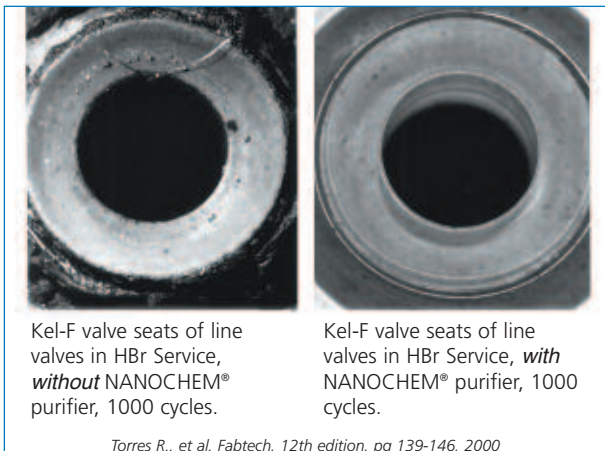 Kel-F valve seats of line
valves in HBr Service,
without NANOCHEM®
purifier, 1000 cycles.
Kel-F valve seats of line
valves in HBr Service, with
NANOCHEM® purifier, 1000
cycles.
Torres R., et al. Fabtech, 12th edition, pg 139-146, 2000